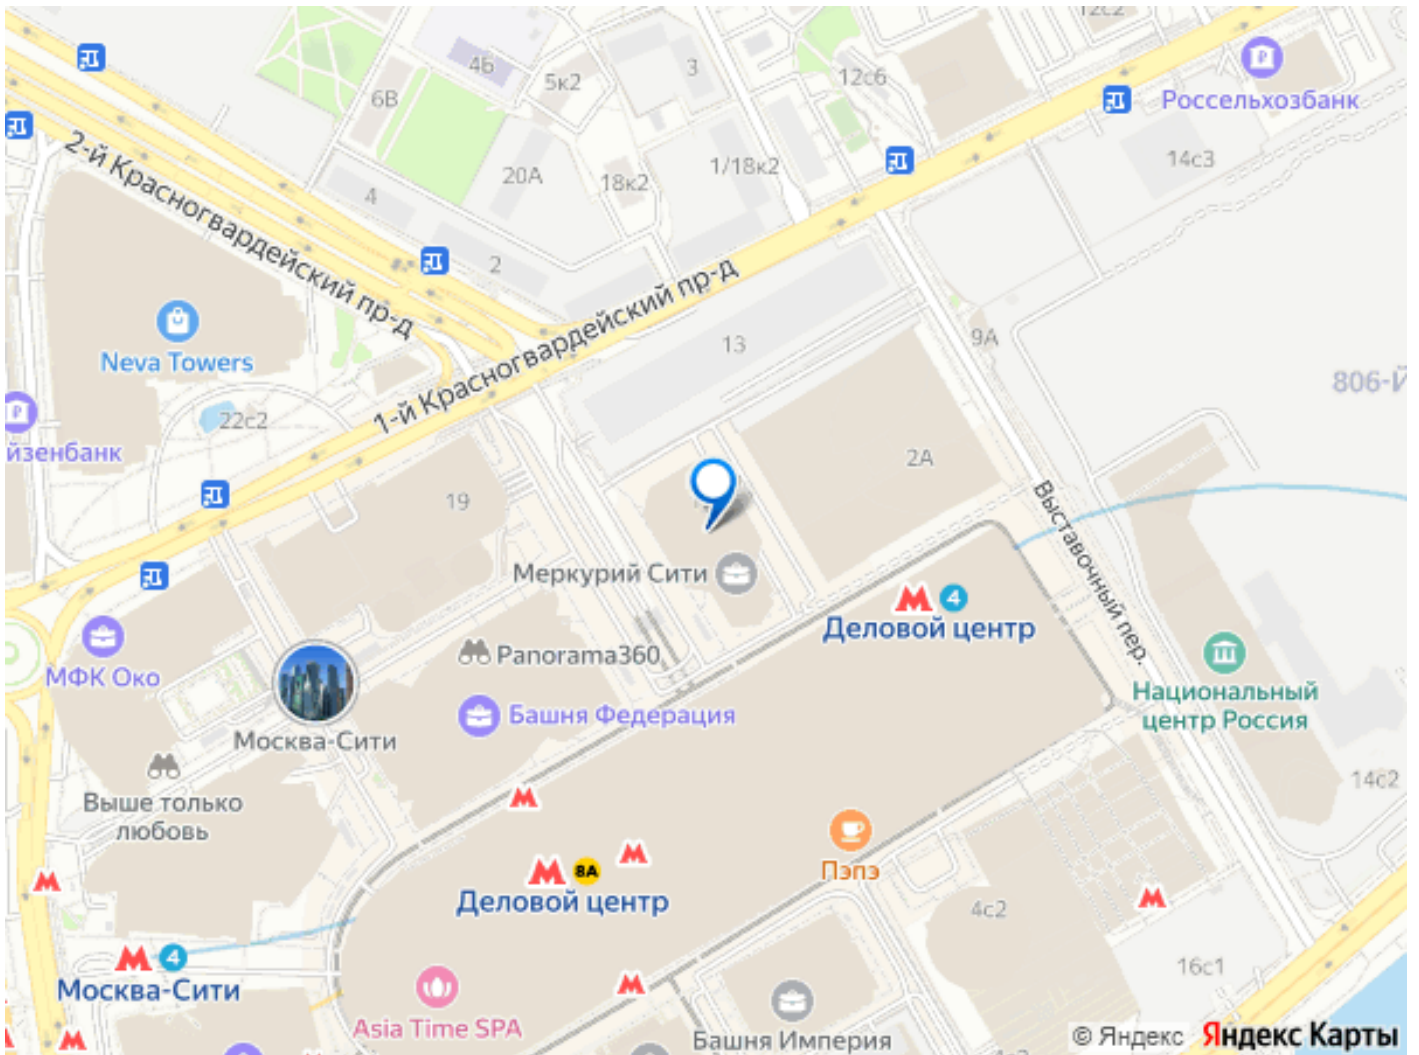 12с2
4Б
3
5к2
12с6
6В
Россельхозбанк
2-й Красногвардейский пр-д
14с3
1/18к2
20А
18к2
4
2
1-й Красногвардейский пр-д
Neva Towers
13
9А
806-Й
22с2
йзенбанк
2А
19
Выставочный пер.
Меркурий Сити
4
Деловой центр
Panorama360
МФК Око
Национальный
центр Россия
Башня Федерация
Москва-Сити
14с2
Выше только
любовь
Пэпэ
8А
Деловой центр
4с2
4
Москва-Сити
16с1
Asia Time SPA
Башня Империя
© Яндекс Яндекс Карты